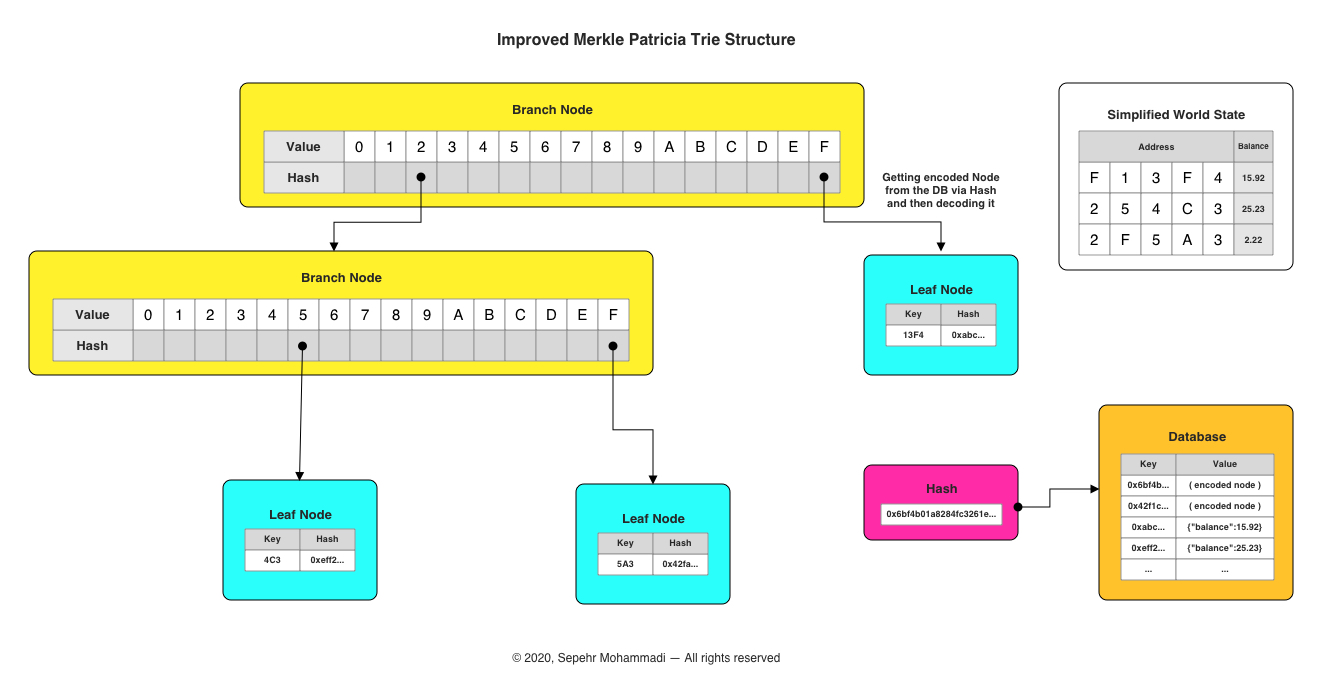 Improved Merkle Patricia Trie Structure
Branch Node
Value 0 1 2 3 4 5 6 7 8 9 A B C D E F
Hash
Getting encoded Node
from the DB via Hash
and then decoding it
Simplified World State
Address Balance
F 1 3 F 4 15.92
2 5 4 C 3 25.23
2 F 5 A 3 2.22
Branch Node
Value 0 1 2 3 4 5 6 7 8 9 A B C D E F
Hash
Leaf Node
Key Hash
13F4 0xabc...
Leaf Node
Key Hash
4C3 0xeff2...
Leaf Node
Key Hash
5A3 0x42fa...
Hash
0x6bf4b01a8284fc3261e...
Database
Key Value
0x6bf4b... ( encoded node )
0x42f1c... ( encoded node )
0xabc... {"balance":15.92}
0xeff2... {"balance":25.23}
... ...
© 2020, Sepehr Mohammadi — All rights reserved